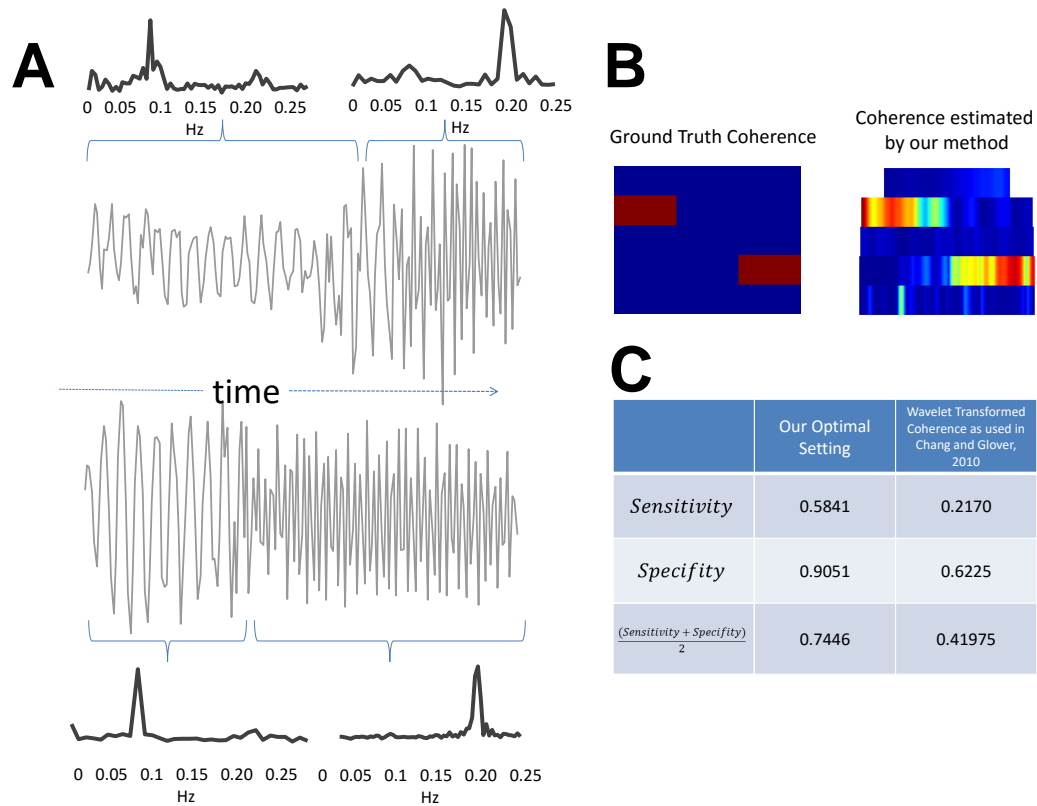 A
0 0.05 0.1 0.15 0.20 0.25
Hz
0 0.05 0.1 0.15 0.20 0.25
Hz
time
0 0.05 0.1 0.15 0.20 0.25
Hz
0 0.05 0.1 0.15 0.20 0.25
Hz
B
Ground Truth Coherence
Coherence estimated
by our method
C
Our Optimal
Setting
Wavelet Transformed
Coherence as used in
Chang and Glover,
2010
Sensitivity 0.5841 0.2170
Specifity 0.9051 0.6225
(Sensitivity + Specifity)
2
0.7446 0.41975